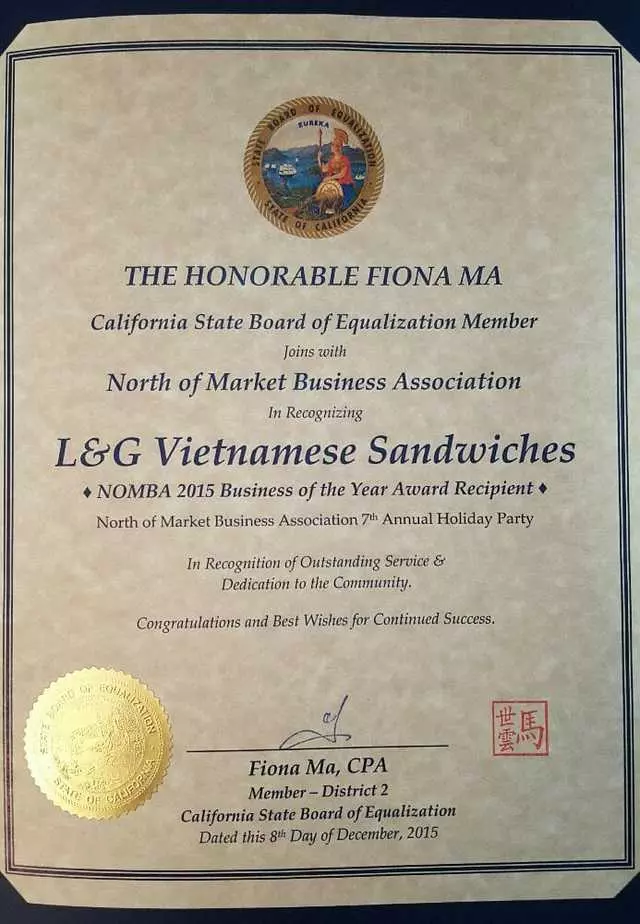 STATE BOARD OF EQUALIZATION
EUREKA
STATE OF CALIFORNIA
THE HONORABLE FIONA MA
California State Board of Equalization Member
Joins with
North of Market Business Association
In Recognizing
L&G Vietnamese Sandwiches
♦ NOMBA 2015 Business of the Year Award Recipient ♦
North of Market Business Association 7th Annual Holiday Party
In Recognition of Outstanding Service &
Dedication to the Community.
Congratulations and Best Wishes for Continued Success.
STATE BOARD OF EQUALIZATION
STATE OF CALIFORNIA
馬世雲
Fiona Ma, CPA
Member – District 2
California State Board of Equalization
Dated this 8th Day of December, 2015